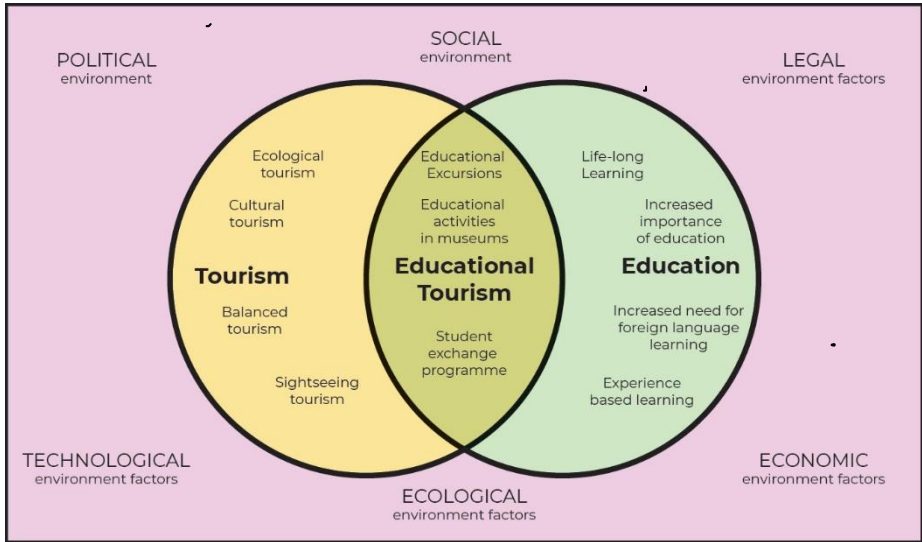 POLITICAL
environment
SOCIAL
environment
LEGAL
environment factors
Ecological
tourism
Cultural
tourism
Tourism
Balanced
tourism
Sightseeing
tourism
Educational
Excursions
Educational
activities
in museums
Educational
Tourism
Student
exchange
programme
Life-long
Learning
Increased
importance
of education
Education
Increased need for
foreign language
learning
Experience
based learning
TECHNOLOGICAL
environment factors
ECOLOGICAL
environment factors
ECONOMIC
environment factors